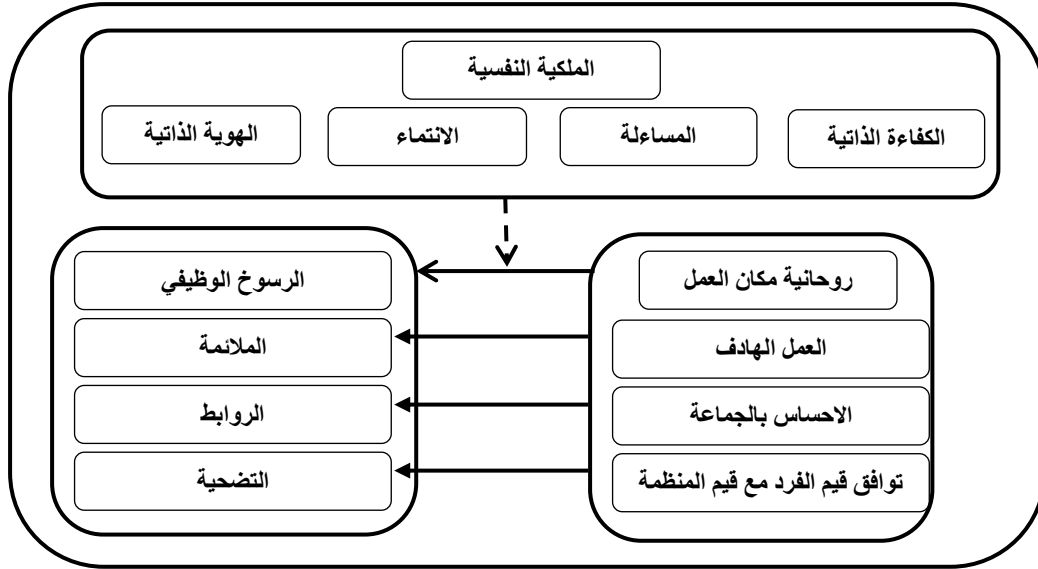 الملكية النفسية
الكفاءة الذاتية
المساءلة
الانتماء
الهوية الذاتية
روحانية مكان العمل
العمل الهادف
الاحساس بالجماعة
توافق قيم الفرد مع قيم المنظمة
الرسوخ الوظيفي
الملائمة
الروابط
التضحية